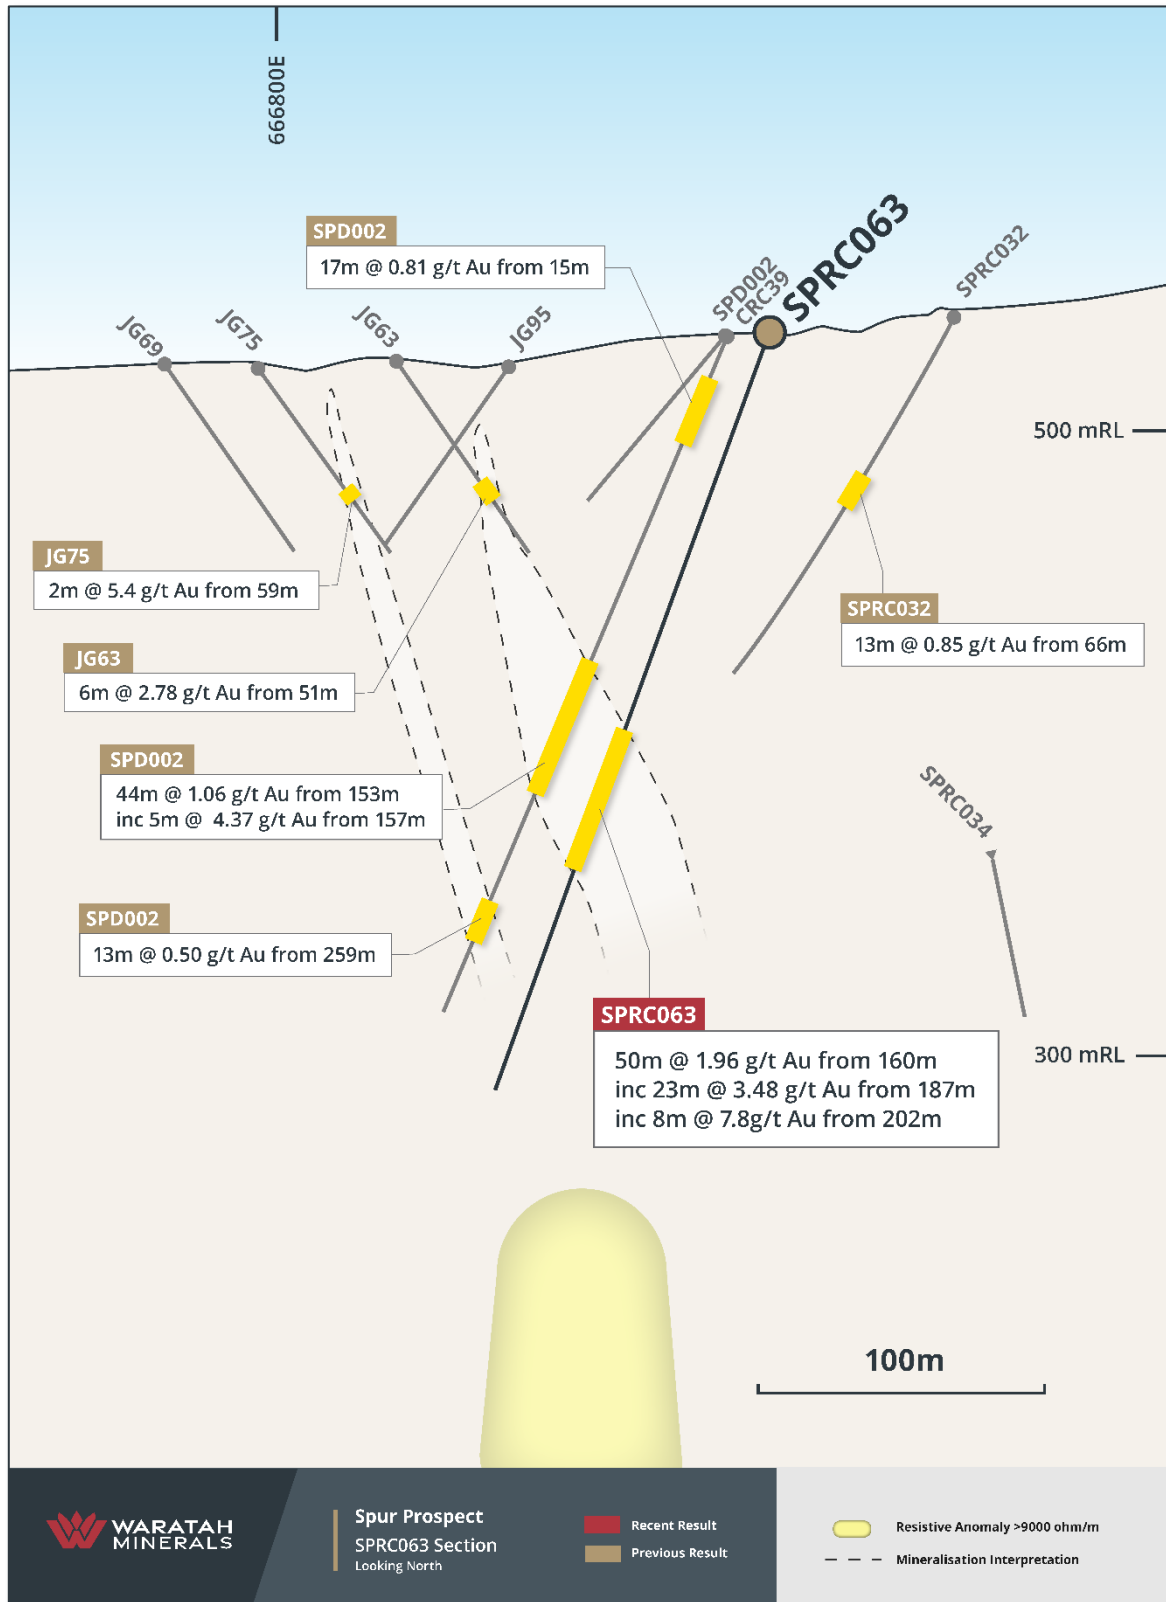 666800E
SPD002
17m @ 0.81 g/t Au from 15m
SPD002
CRC39
SPRC063
SPRC032
JG69
JG75
JG63
JG95
500 mRL
JG75
2m @ 5.4 g/t Au from 59m
SPRC032
13m @ 0.85 g/t Au from 66m
JG63
6m @ 2.78 g/t Au from 51m
SPD002
44m @ 1.06 g/t Au from 153m
inc 5m @ 4.37 g/t Au from 157m
SPRC034
SPD002
13m @ 0.50 g/t Au from 259m
SPRC063
50m @ 1.96 g/t Au from 160m
inc 23m @ 3.48 g/t Au from 187m
inc 8m @ 7.8g/t Au from 202m
300 mRL
100m
WARATAH
MINERALS
Spur Prospect
SPRC063 Section
Looking North
Recent Result
Previous Result
Resistive Anomaly >9000 ohm/m
Mineralisation Interpretation